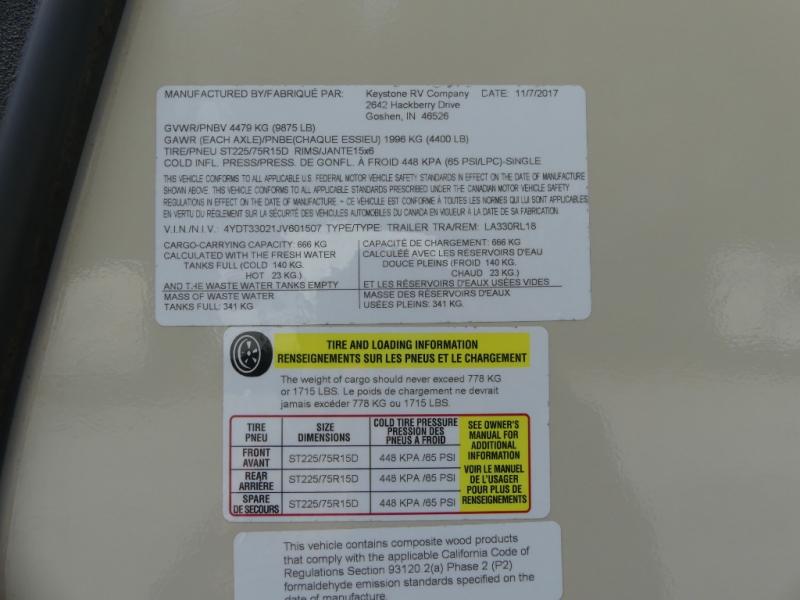 MANUFACTURED BY/FABRIQUÉ PAR: Keystone RV Company DATE: 11/7/2017
2642 Hackberry Drive
Goshen, IN 46526
GVWR/PNBV 4479 KG (9875 LB)
GAWR (EACH AXLE)/PNBE(CHAQUE ESSIEU) 1996 KG (4400 LB)
TIRE/PNEU ST225/75R15D RIMS/JANTE15x6
COLD INFL. PRESS/PRESS. DE GONFL. À FROID 448 KPA (65 PSI/LPC)-SINGLE
THIS VEHICLE CONFORMS TO ALL APPLICABLE U.S. FEDERAL MOTOR VEHICLE SAFETY STANDARDS IN EFFECT ON THE DATE OF MANUFACTURE
SHOWN ABOVE. THIS VEHICLE CONFORMS TO ALL APPLICABLE STANDARDS PRESCRIBED UNDER THE CANADIAN MOTOR VEHICLE SAFETY
REGULATIONS IN EFFECT ON THE DATE OF MANUFACTURE. - CE VÉHICULE EST CONFORME À TOUTES LES NORMES QUI LUI SONT APPLICABLES
EN VERTU DU RÈGLEMENT SUR LA SÉCURITÉ DES VÉHICULES AUTOMOBILES DU CANADA EN VIGUEUR A LA DATE DE SA FABRICATION.
V.I.N./N.I.V.: 4YDT33021JV601507 TYPE/TYPE: TRAILER TRA/REM: LA330RL18
CARGO-CARRYING CAPACITY: 666 KG
CALCULATED WITH THE FRESH WATER
TANKS FULL (COLD 140 KG.
HOT 23 KG.)
AND THE WASTE WATER TANKS EMPTY
MASS OF WASTE WATER
TANKS FULL: 341 KG
CAPACITÉ DE CHARGEMENT: 666 KG
CALCULÉE AVEC LES RÉSERVOIRS D'EAU
DOUCE PLEINS (FROID 140 KG.
CHAUD 23 KG.)
ET LES RÉSERVOIRS D'EAUX USÉES VIDES
MASSE DES RÉSERVOIRS D'EAUX
USÉES PLEINS: 341 KG.
TIRE AND LOADING INFORMATION
RENSEIGNEMENTS SUR LES PNEUS ET LE CHARGEMENT
The weight of cargo should never exceed 778 KG
or 1715 LBS. Le poids de chargement ne devrait
jamais excéder 778 KG ou 1715 LBS.
TIRE
PNEU
SIZE
DIMENSIONS
COLD TIRE PRESSURE
PRESSION DES
PNEUS À FROID
FRONT
AVANT
ST225/75R15D 448 KPA /65 PSI
REAR
ARRIÈRE
ST225/75R15D 448 KPA /65 PSI
SPARE
DE SECOURS
ST225/75R15D 448 KPA /65 PSI
SEE OWNER'S
MANUAL FOR
ADDITIONAL
INFORMATION
VOIR LE MANUEL
DE L'USAGER
POUR PLUS DE
RENSEIGNEMENTS
This vehicle contains composite wood products
that comply with the applicable California Code of
Regulations Section 93120.2(a) Phase 2 (P2)
formaldehyde emission standards specified on the
date of manufacture.